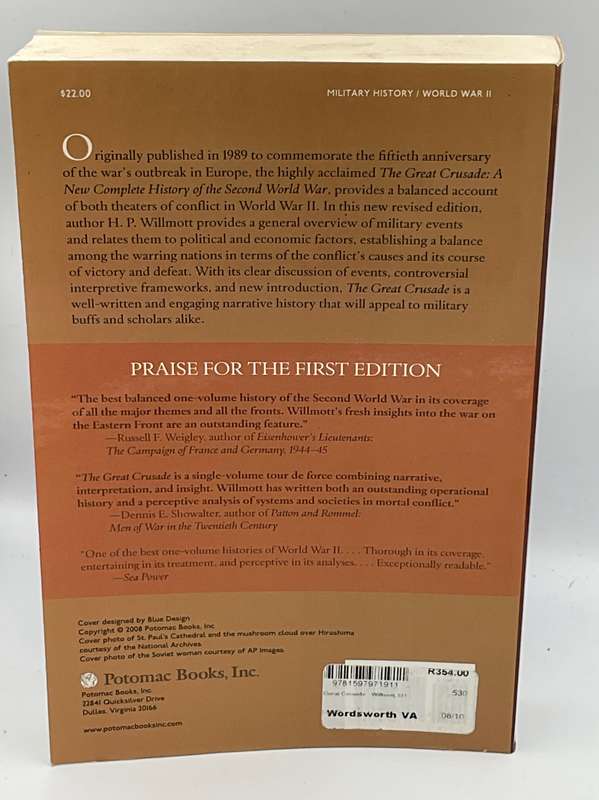 $22.00
MILITARY HISTORY / WORLD WAR II
Originally published in 1989 to commemorate the fiftieth anniversary
of the war's outbreak in Europe, the highly acclaimed The Great Crusade: A
New Complete History of the Second World War, provides a balanced account
of both theaters of conflict in World War II. In this new revised edition,
author H. P. Willmott provides a general overview of military events
and relates them to political and economic factors, establishing a balance
among the warring nations in terms of the conflict's causes and its course
of victory and defeat. With its clear discussion of events, controversial
interpretive frameworks, and new introduction, The Great Crusade is a
well-written and engaging narrative history that will appeal to military
buffs and scholars alike.
PRAISE FOR THE FIRST EDITION
“The best balanced one-volume history of the Second World War in its coverage
of all the major themes and all the fronts. Willmott's fresh insights into the war on
the Eastern Front are an outstanding feature.”
—Russell F. Weigley, author of Eisenhower's Lieutenants:
The Campaign of France and Germany, 1944–45
“The Great Crusade is a single-volume tour de force combining narrative,
interpretation, and insight. Willmott has written both an outstanding operational
history and a perceptive analysis of systems and societies in mortal conflict.”
—Dennis E. Showalter, author of Patton and Rommel:
Men of War in the Twentieth Century
“One of the best one-volume histories of World War II. . . . Thorough in its coverage,
entertaining in its treatment, and perceptive in its analyses. . . . Exceptionally readable.”
—Sea Power
Cover designed by Blue Design
Copyright © 2008 Potomac Books, Inc
Cover photo of St. Paul's Cathedral and the mushroom cloud over Hiroshima
courtesy of the National Archives
Cover photo of the Soviet woman courtesy of AP Images
Potomac Books, Inc.
Potomac Books, Inc.
22841 Quicksilver Drive
Dulles, Virginia 20166
www.potomacbooksinc.com
R354.00
9781597971911
530
Great Crusade Willmott
Wordsworth VA
08/10